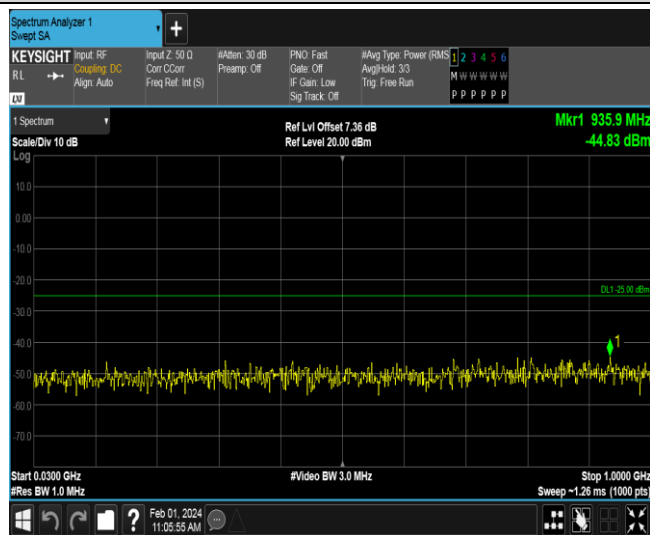 Spectrum Analyzer 1
Swept SA
+
KEYSIGHT
RL
LXI
Input: RF
Coupling: DC
Align: Auto
Input Z: 50 Ω
Corr CCorr
Freq Ref: Int (S)
#Atten: 30 dB
Preamp: Off
PNO: Fast
Gate: Off
IF Gain: Low
Sig Track: Off
#Avg Type: Power (RMS
Avg|Hold: 3/3
Trig: Free Run
1 2 3 4 5 6
M W W W W W
P P P P P P
1 Spectrum
Scale/Div 10 dB
Log
Ref Lvl Offset 7.36 dB
Ref Level 20.00 dBm
Mkr1 935.9 MHz
-44.83 dBm
10.0
0.00
-10.0
-20.0
DL1 -25.00 dBm
-30.0
-40.0
1
-50.0
-60.0
-70.0
Start 0.0300 GHz
#Res BW 1.0 MHz
#Video BW 3.0 MHz
Stop 1.0000 GHz
Sweep ~1.26 ms (1000 pts)
?
Feb 01, 2024
11:05:55 AM